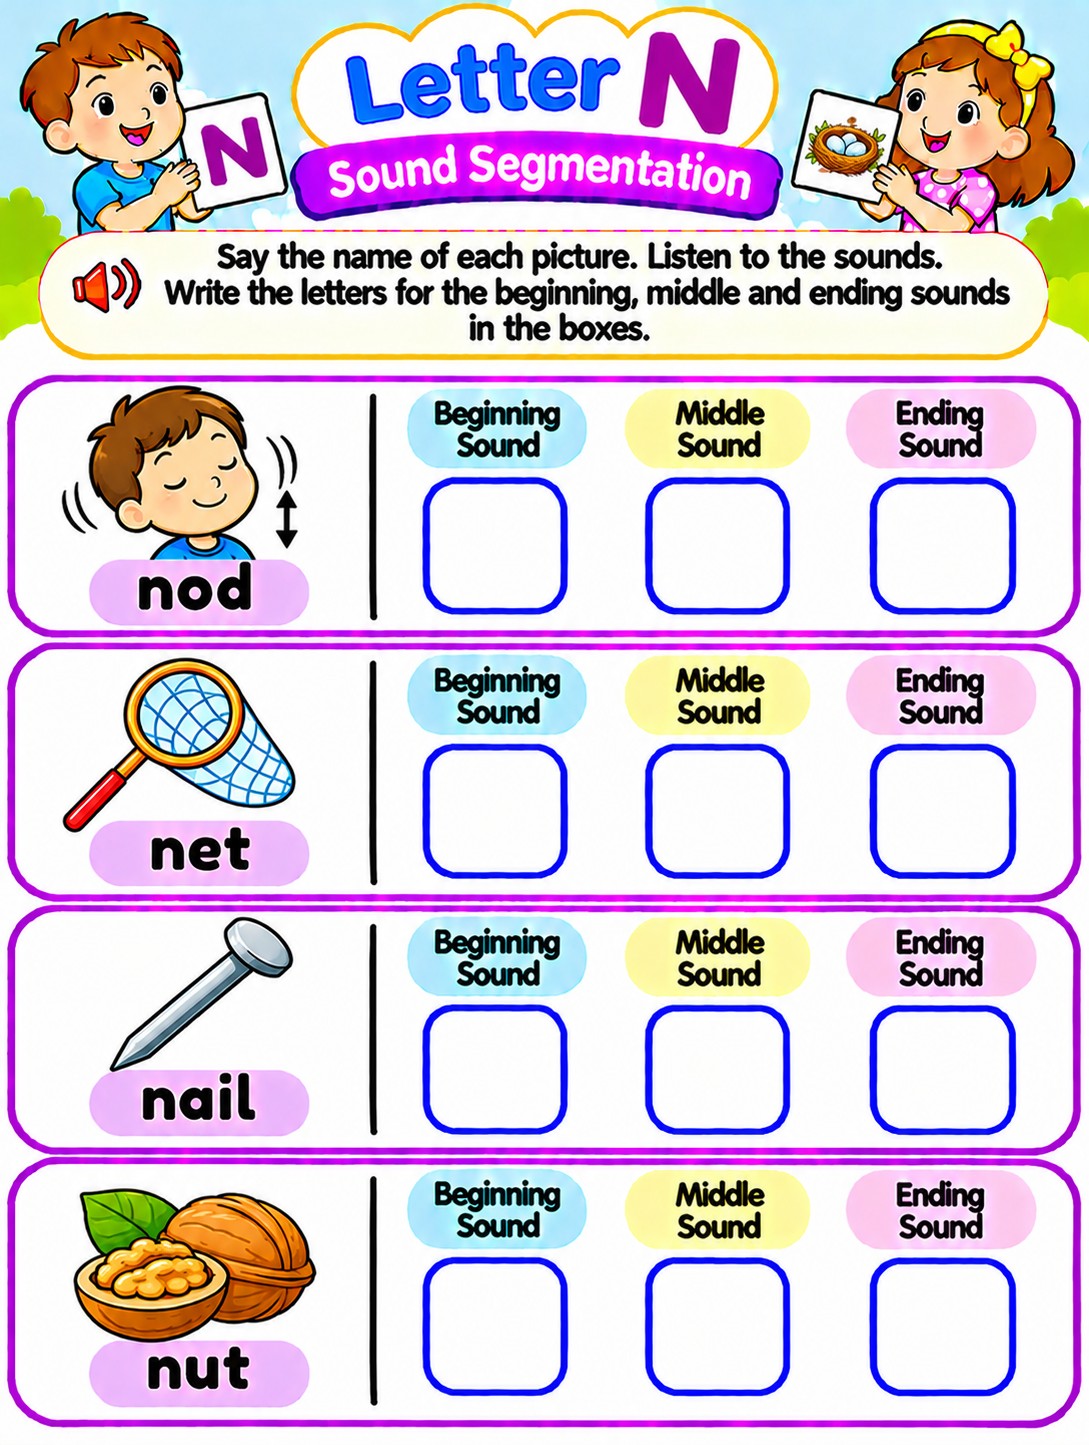 Letter N
N
Sound Segmentation
Say the name of each picture. Listen to the sounds.
Write the letters for the beginning, middle and ending sounds
in the boxes.
Beginning Sound
Middle Sound
Ending Sound
nod
Beginning Sound
Middle Sound
Ending Sound
net
Beginning Sound
Middle Sound
Ending Sound
nail
Beginning Sound
Middle Sound
Ending Sound
nut